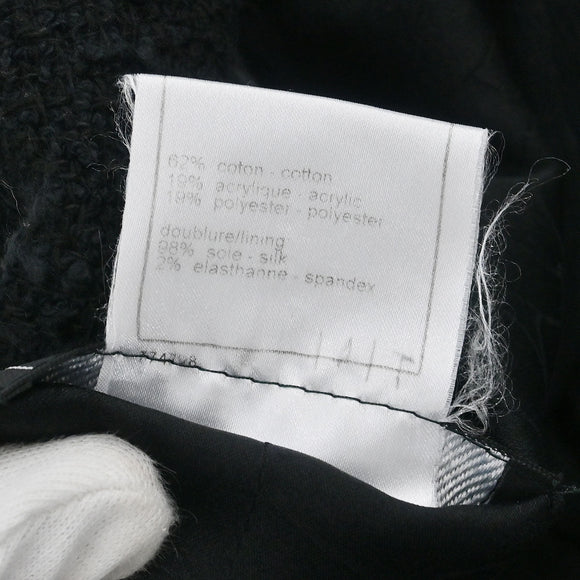 62% coton - cotton
19% acrylique - acrylic
19% polyester - polyester
doublure/lining
98% soie - silk
2% elasthanne - spandex